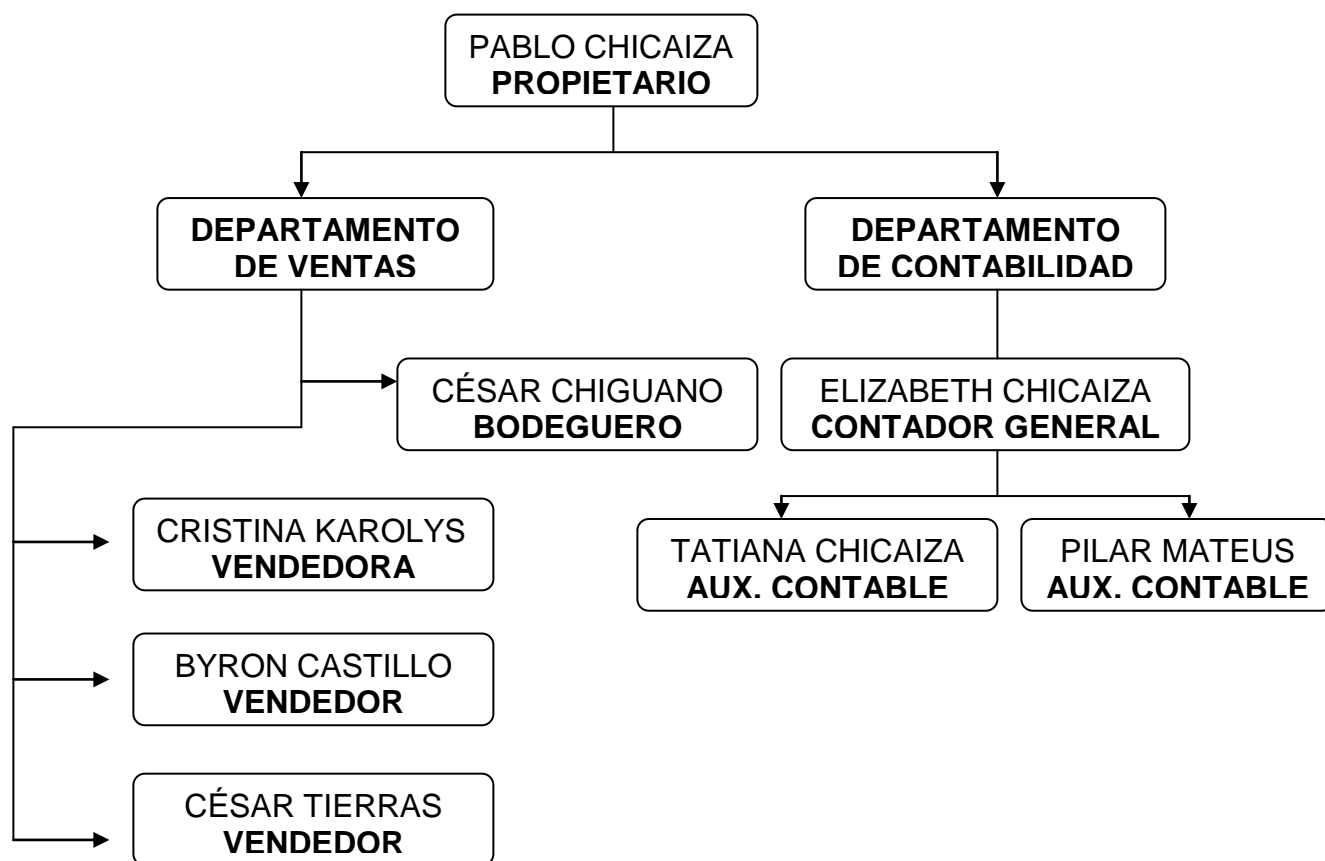 PABLO CHICAIZA
PROPIETARIO
DEPARTAMENTO
DE VENTAS
DEPARTAMENTO
DE CONTABILIDAD
CÉSAR CHIGUANO
BODEGUERO
ELIZABETH CHICAIZA
CONTADOR GENERAL
CRISTINA KAROLYS
VENDEDORA
TATIANA CHICAIZA
AUX. CONTABLE
PILAR MATEUS
AUX. CONTABLE
BYRON CASTILLO
VENDEDOR
CÉSAR TIERRAS
VENDEDOR